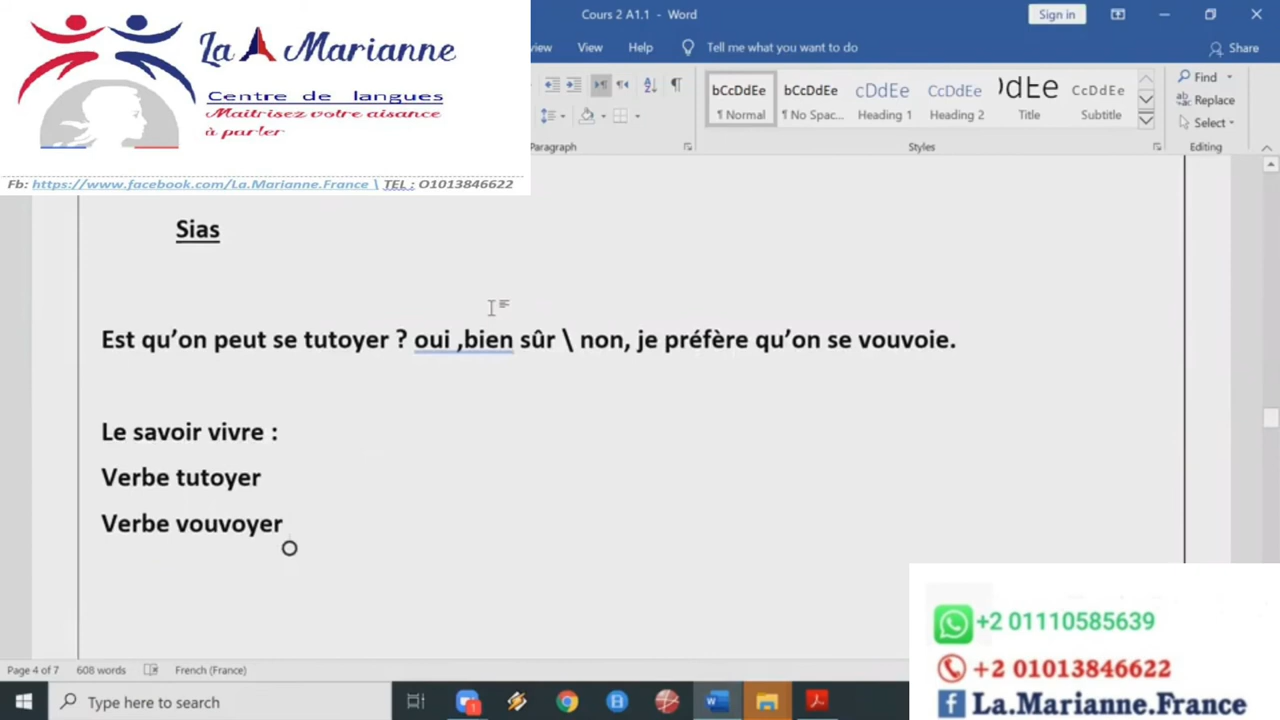 Cours 2 A1.1 - Word
Sign in
La Marianne
Centre de langues
Maitrisez votre aisance
à parler
Fb: https://www.facebook.com/La.Marianne.France \ TEL : O1013846622
View Help Tell me what you want to do Share
bCcDdEe bCcDdEe cDdEe CcDdEe CcDdEe
¶ Normal ¶ No Spac... Heading 1 Heading 2 Title Subtitle
Find
Replace
Select
Styles Editing
Sias
Est qu’on peut se tutoyer ? oui ,bien sûr \ non, je préfère qu’on se vouvoie.
Le savoir vivre :
Verbe tutoyer
Verbe vouvoyer
+2 01110585639
+2 01013846622
La.Marianne.France
Page 4 of 7 608 words French (France)
Type here to search